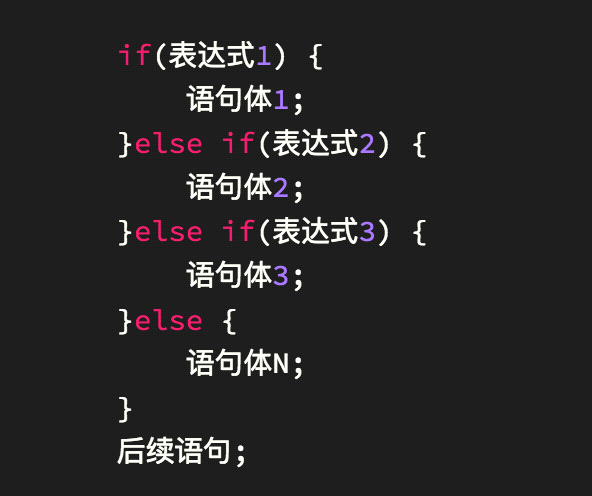 if(表达式1) {
语句体1;
}else if(表达式2) {
语句体2;
}else if(表达式3) {
语句体3;
}else {
语句体N;
}
后续语句;